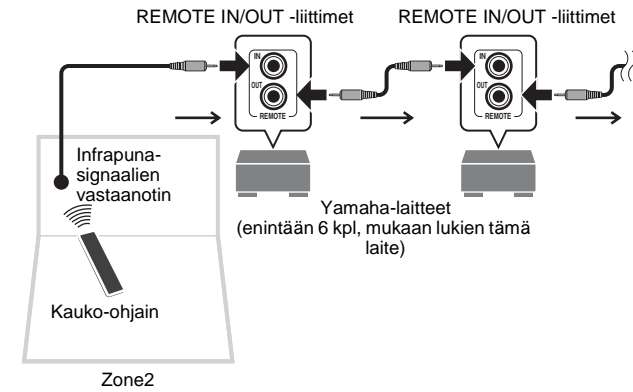 REMOTE IN/OUT -liittimet
REMOTE IN/OUT -liittimet
IN
OUT
REMOTE
IN
OUT
REMOTE
Infrapuna-
signaalien
vastaanotin
Yamaha-laitteet
(enintään 6 kpl, mukaan lukien tämä
laite)
Kauko-ohjain
Zone2